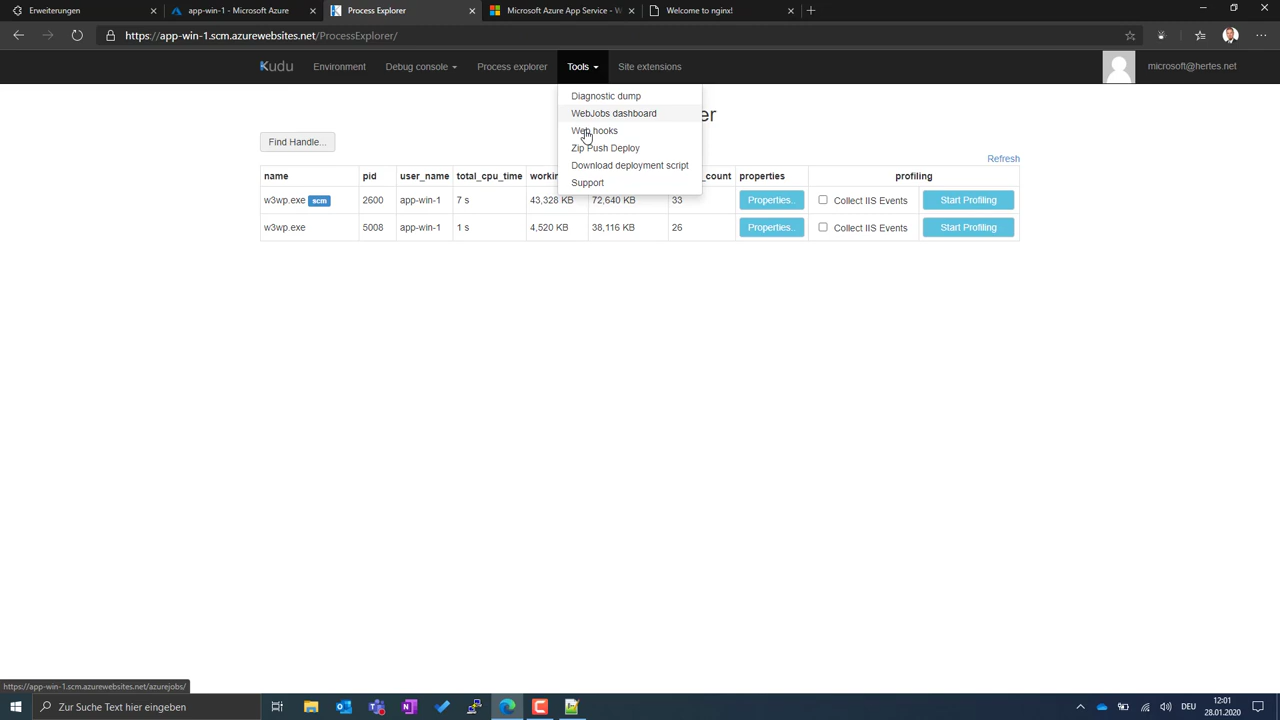 Erweiterungen
app-win-1 - Microsoft Azure
Process Explorer
Microsoft Azure App Service - W
Welcome to nginx!
https://app-win-1.scm.azurewebsites.net/ProcessExplorer/
Kudu Environment Debug console Process explorer Tools Site extensions microsoft@hertes.net
Diagnostic dump
WebJobs dashboard
Web hooks
Zip Push Deploy
Download deployment script
Support
er
Find Handle...
Refresh
name pid user_name total_cpu_time workin _count properties profiling
w3wp.exe scm 2600 app-win-1 7 s 43,328 KB 72,640 KB 33 Properties.. Collect IIS Events Start Profiling
w3wp.exe 5008 app-win-1 1 s 4,520 KB 38,116 KB 26 Properties.. Collect IIS Events Start Profiling
https://app-win-1.scm.azurewebsites.net/azurejobs/
Zur Suche Text hier eingeben
DEU
12:01
28.01.2020